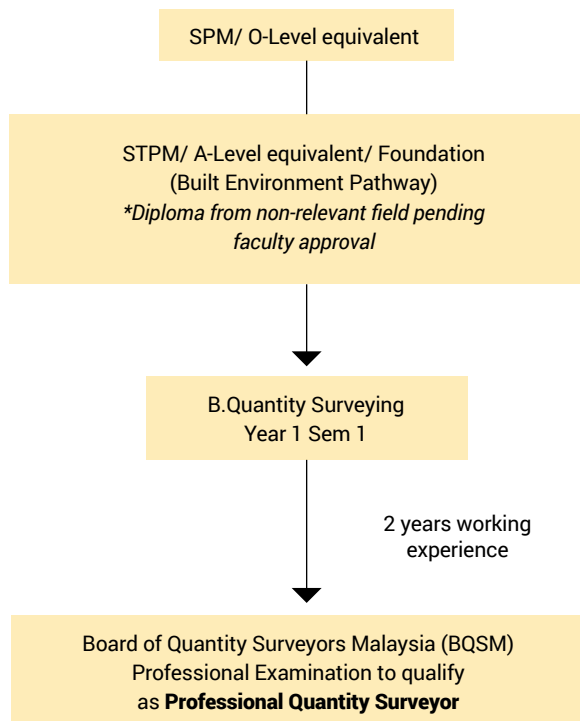 SPM/ O-Level equivalent
STPM/ A-Level equivalent/ Foundation
(Built Environment Pathway)
*Diploma from non-relevant field pending
faculty approval
B.Quantity Surveying
Year 1 Sem 1
2 years working
experience
Board of Quantity Surveyors Malaysia (BQSM)
Professional Examination to qualify
as Professional Quantity Surveyor